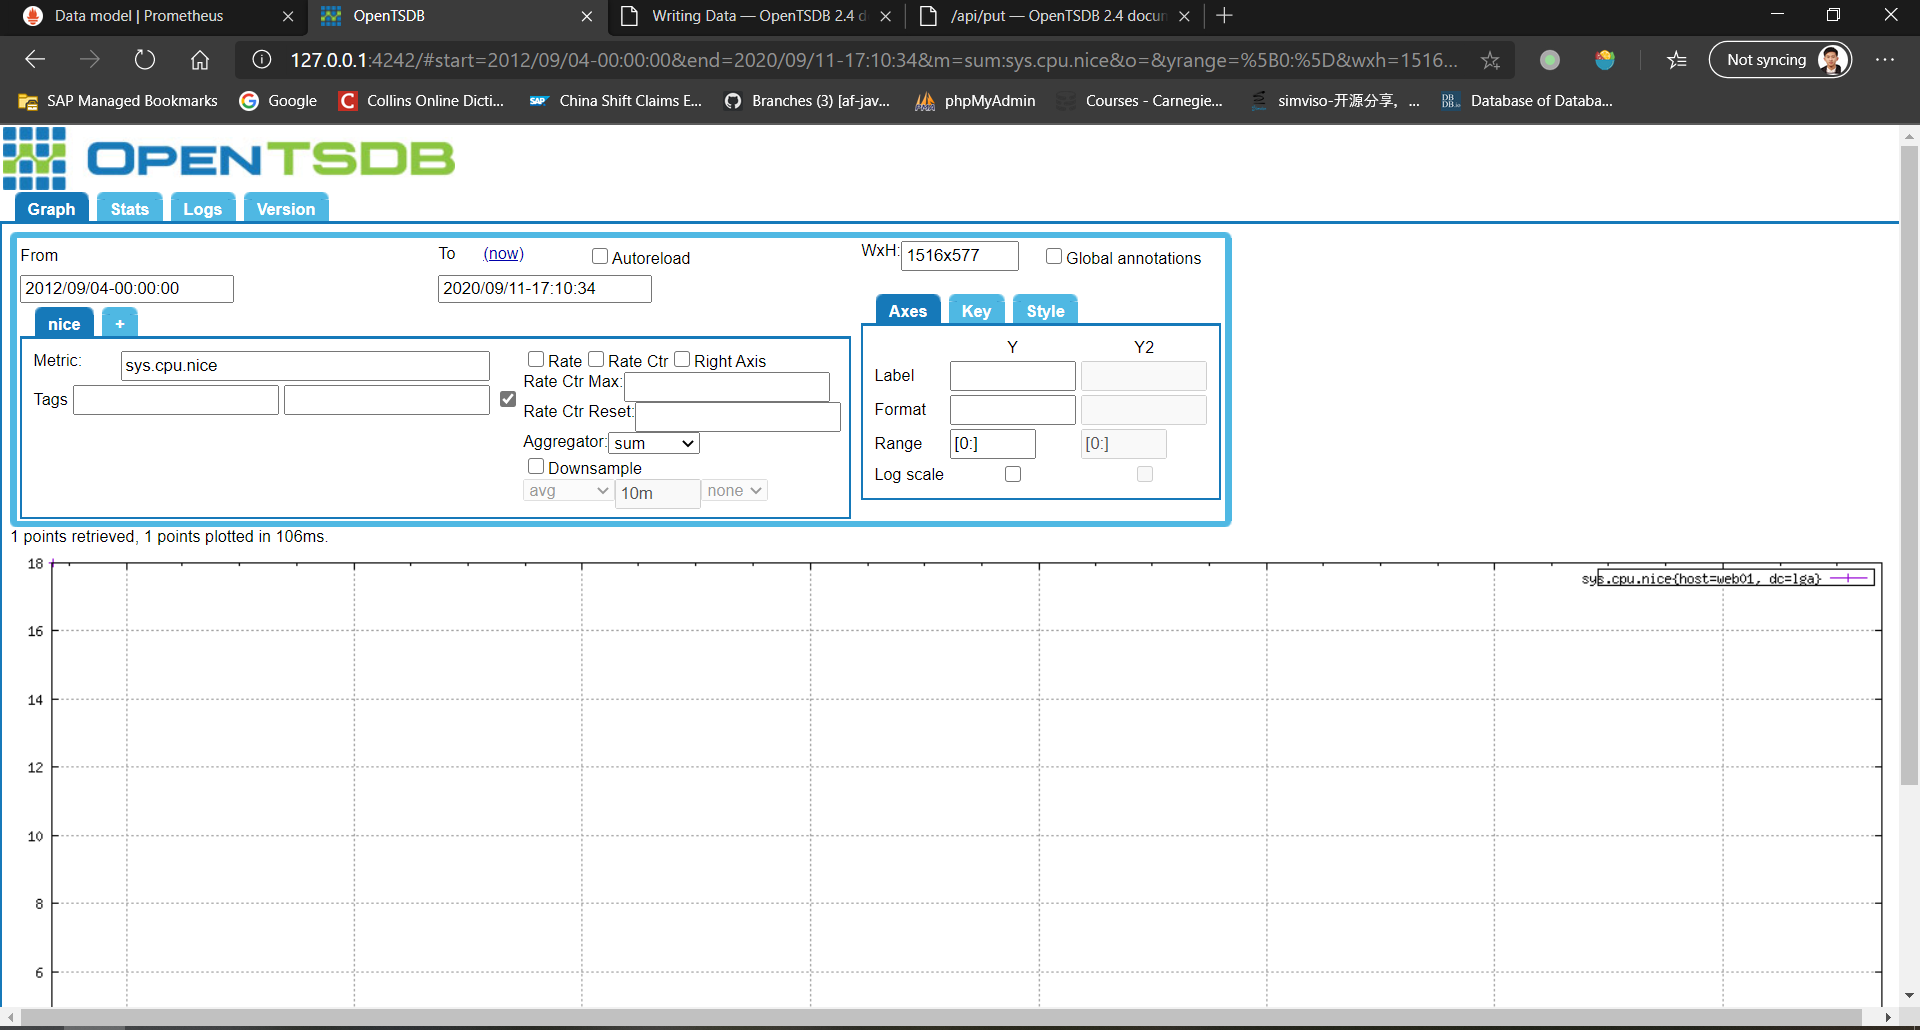 Data model | Prometheus
OpenTSDB
Writing Data — OpenTSDB 2.4 d
/api/put — OpenTSDB 2.4 docun
127.0.0.1:4242/#start=2012/09/04-00:00:00&end=2020/09/11-17:10:34&m=sum:sys.cpu.nice&o=&yrange=%5B0:%5D&wxh=1516...
Not syncing
SAP Managed Bookmarks
Google
Collins Online Dicti...
SAP
China Shift Claims E...
Branches (3) [af-jav...
phpMyAdmin
Courses - Carnegie...
simviso-开源分享, ...
Database of Databa...
OPENTSDB
Graph Stats Logs Version
From
To (now) Autoreload
WxH: 1516x577 Global annotations
2012/09/04-00:00:00
2020/09/11-17:10:34
nice +
Metric: sys.cpu.nice
Tags
Rate Rate Ctr Right Axis
Rate Ctr Max:
Rate Ctr Reset:
Aggregator: sum
Downsample
avg 10m none
Axes Key Style
Y Y2
Label
Format
Range [0:] [0:]
Log scale
1 points retrieved, 1 points plotted in 106ms.
sys.cpu.nice{host=web01, dc=lga}
18
16
14
12
10
8
6